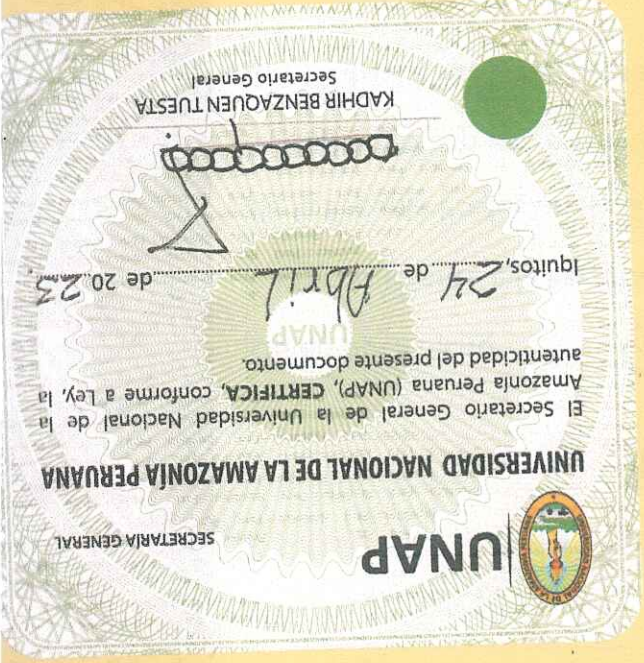 UNAP
SECRETARÍA GENERAL
UNIVERSIDAD NACIONAL DE LA AMAZONÍA PERUANA
El Secretario General de la Universidad Nacional de la
Amazonía Peruana (UNAP), CERTIFICA, conforme a Ley, la
autenticidad del presente documento.
UNAP
Iquitos, 24 de Abril de 2023.
KADHIR BENZAQUEN TUESTA
Secretario General